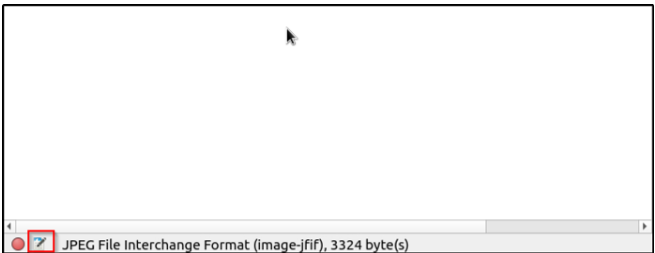 JPEG File Interchange Format (image-jfif), 3324 byte(s)